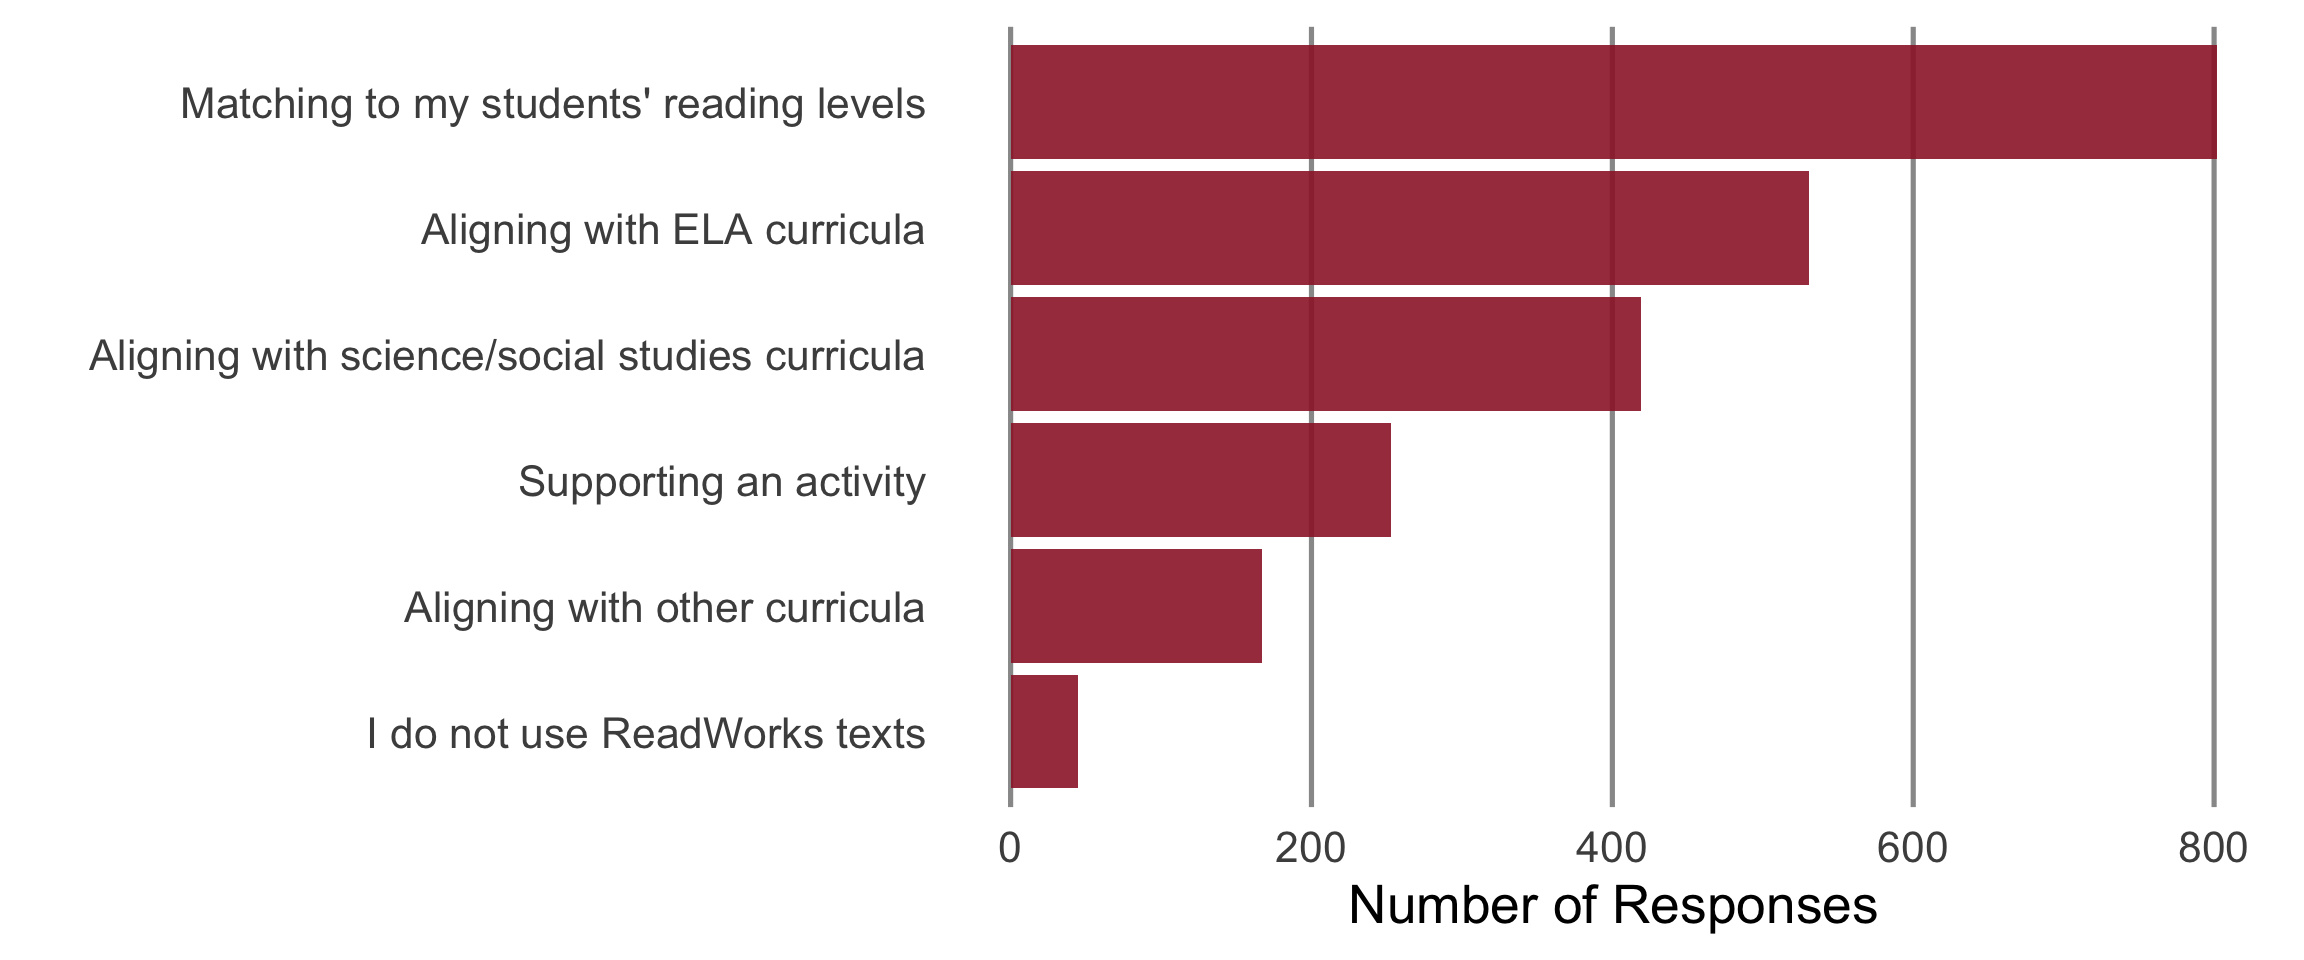 Matching to my students' reading levels
Aligning with ELA curricula
Aligning with science/social studies curricula
Supporting an activity
Aligning with other curricula
I do not use ReadWorks texts
0 200 400 600 800
Number of Responses